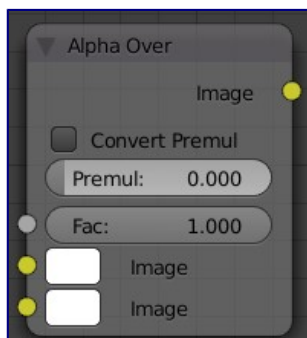 Alpha Over
Image
Convert Premul
Premul: 0.000
Fac: 1.000
Image
Image